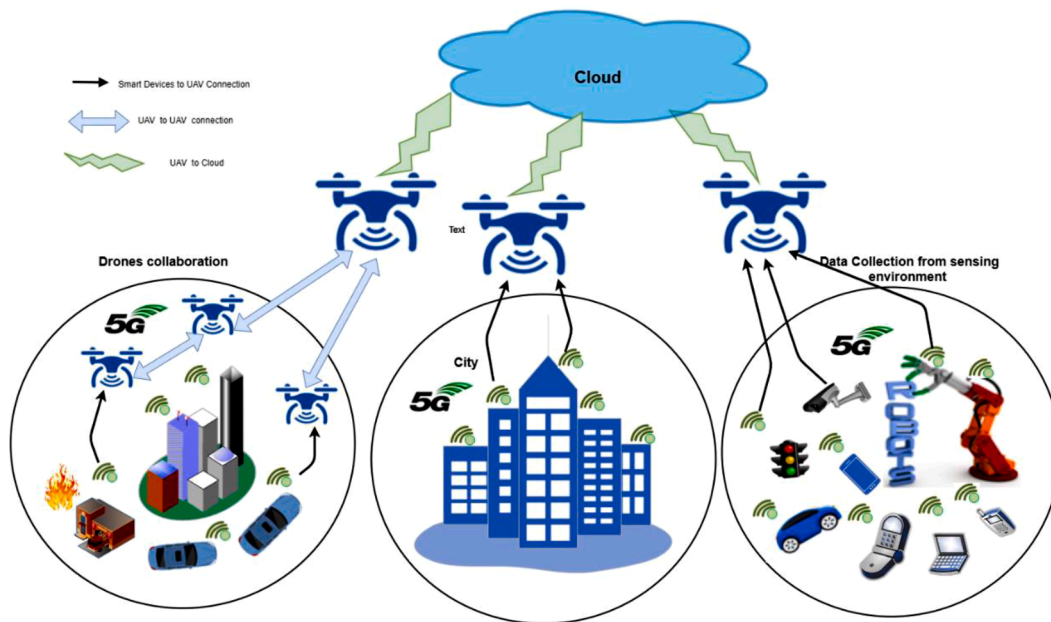 Cloud
Smart Devices to UAV Connection
UAV to UAV connection
UAV to Cloud
Text
Drones collaboration
Data Collection from sensing
environment
5G
City
5G
5G
ROBOTS